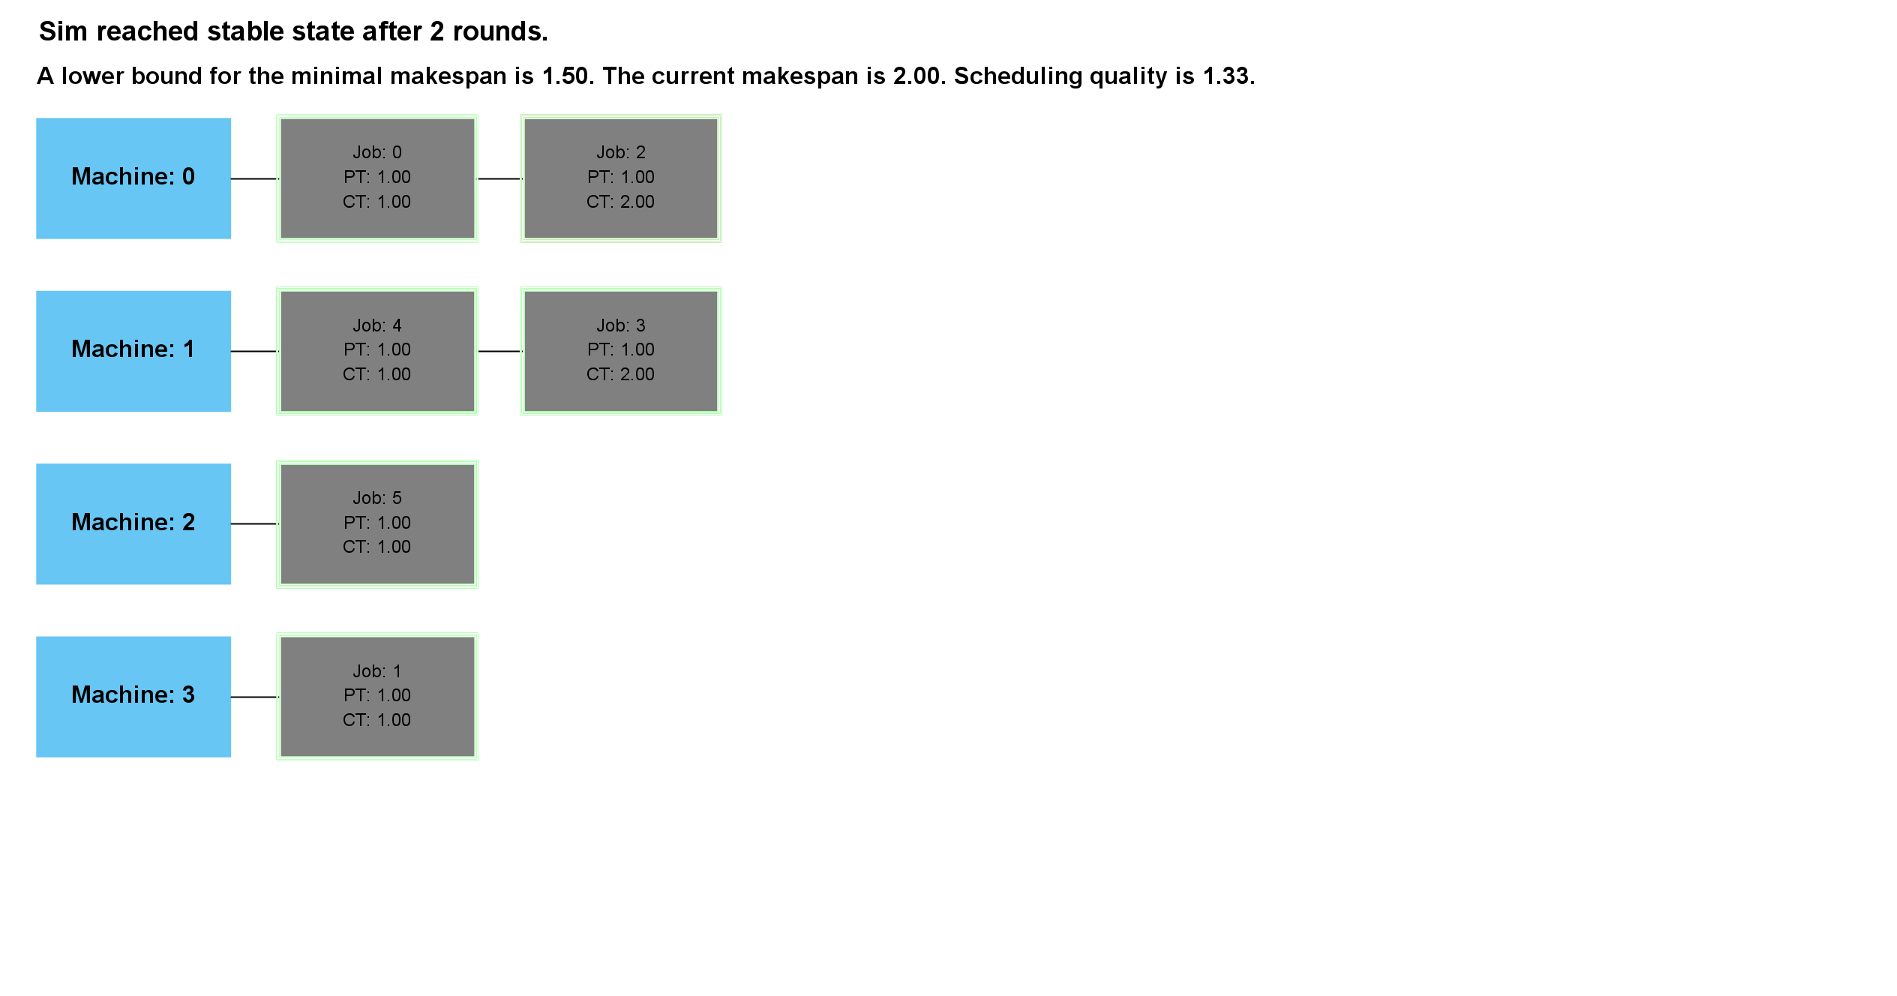 Sim reached stable state after 2 rounds.
A lower bound for the minimal makespan is 1.50. The current makespan is 2.00. Scheduling quality is 1.33.
Machine: 0
Job: 0
PT: 1.00
CT: 1.00
Job: 2
PT: 1.00
CT: 2.00
Machine: 1
Job: 4
PT: 1.00
CT: 1.00
Job: 3
PT: 1.00
CT: 2.00
Machine: 2
Job: 5
PT: 1.00
CT: 1.00
Machine: 3
Job: 1
PT: 1.00
CT: 1.00